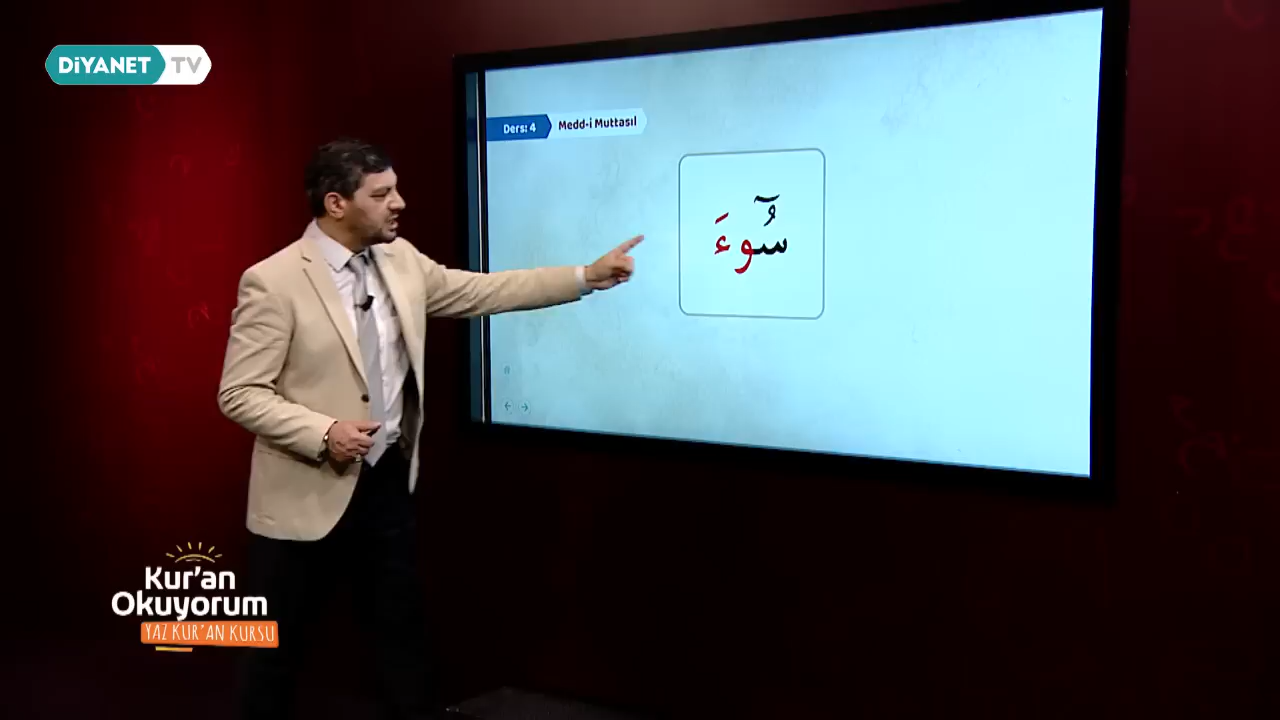 DİYANET TV
Ders: 4 Medd-i Muttasıl
سُوٓءَ
Kur'an
Okuyorum
YAZ KUR'AN KURSU